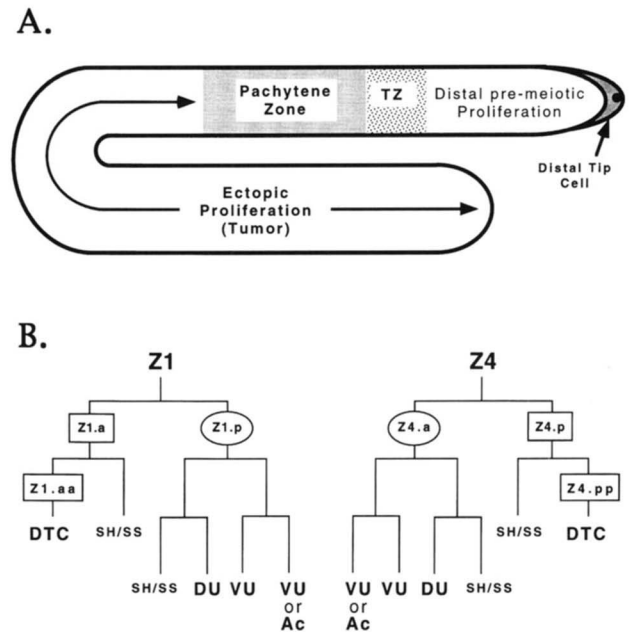 A.
Pachytene
Zone
TZ
Distal pre-meiotic
Proliferation
Distal Tip
Cell
Ectopic
Proliferation
(Tumor)
B.
Z1
Z4
Z1.a
Z1.p
Z4.a
Z4.p
Z1.aa
Z4.pp
DTC
SH/SS
SH/SS
DTC
SH/SS
DU
VU
VU
or
Ac
VU
or
Ac
VU
DU
SH/SS